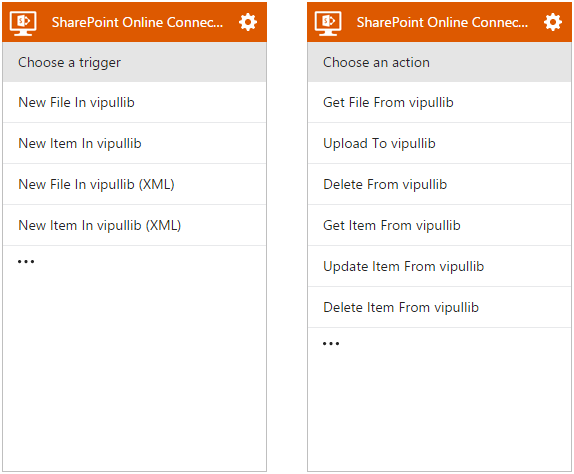 SharePoint Online Connec...
Choose a trigger
New File In vipullib
New Item In vipullib
New File In vipullib (XML)
New Item In vipullib (XML)
...
SharePoint Online Connec...
Choose an action
Get File From vipullib
Upload To vipullib
Delete From vipullib
Get Item From vipullib
Update Item From vipullib
Delete Item From vipullib
...